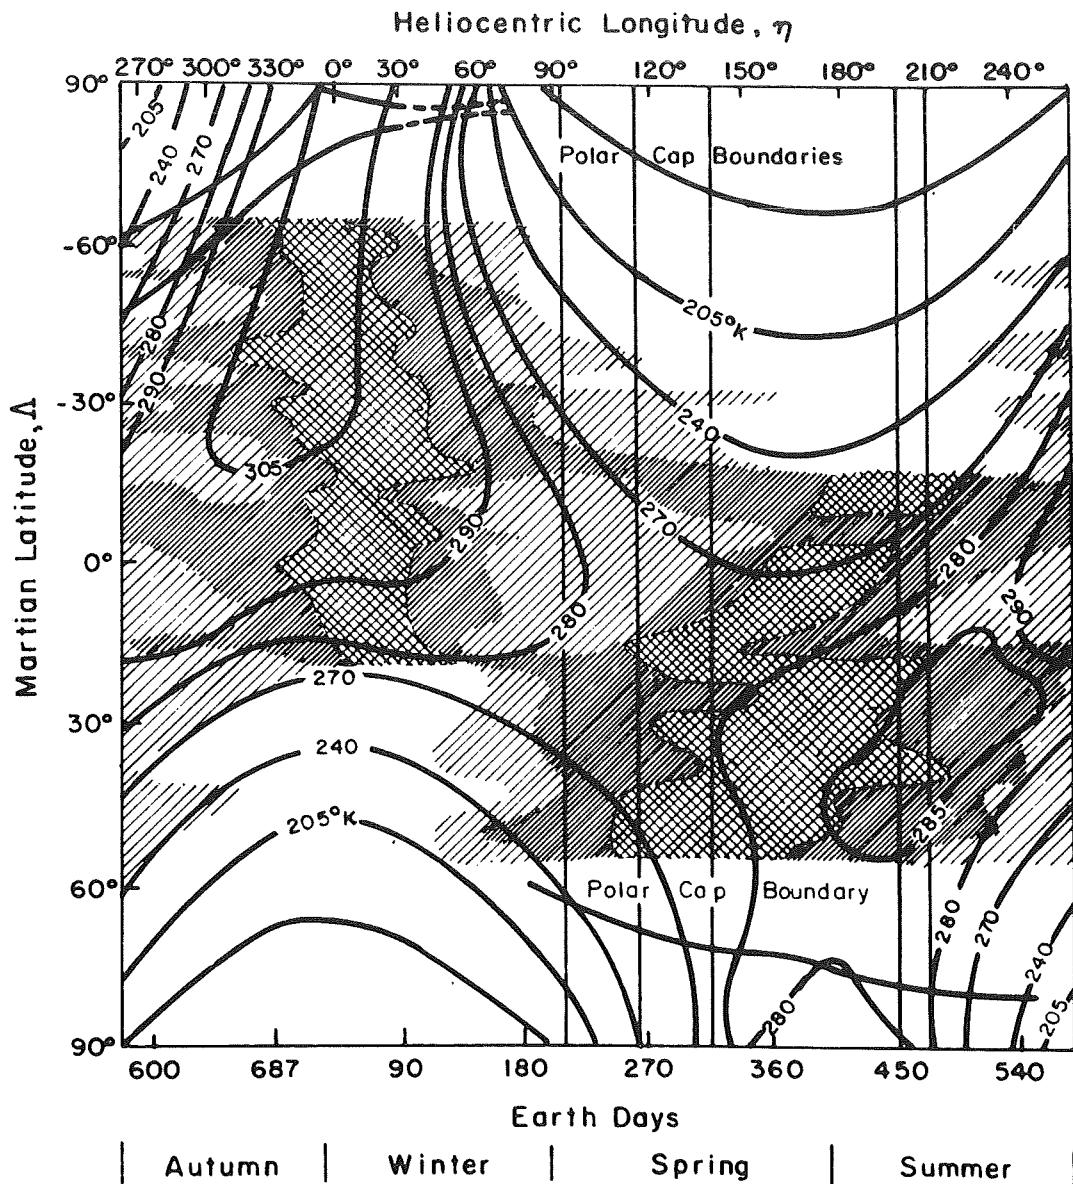 Heliocentric Longitude, η
270° 300° 330° 0° 30° 60° 90° 120° 150° 180° 210° 240°
90°
-60°
-30°
0°
30°
60°
90°
Martian Latitude, Λ
205
240
270
280
290
305
Polar Cap Boundaries
205°K
240
270
290
280
280
290
270
240
205°K
285
Polar Cap Boundary
280
280
270
240
205
600 687 90 180 270 360 450 540
Earth Days
Autumn Winter Spring Summer